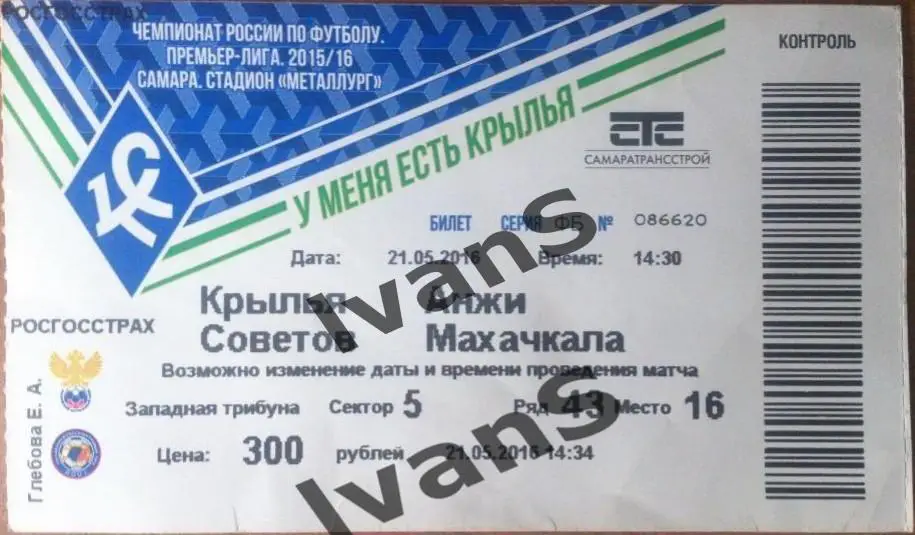 РОСГОССТРАХ
ЧЕМПИОНАТ РОССИИ ПО ФУТБОЛУ.
ПРЕМЬЕР-ЛИГА. 2015/16
САМАРА. СТАДИОН «МЕТАЛЛУРГ»
КОНТРОЛЬ
У МЕНЯ ЕСТЬ КРЫЛЬЯ
СТС
САМАРАТРАНССТРОЙ
БИЛЕТ СЕРИЯ ФБ № 086620
Дата: 21.05.2016 Время: 14:30
Крылья Анжи
Советов Махачкала
РОСГОССТРАХ
Возможно изменение даты и времени проведения матча
Западная трибуна Сектор 5 Ряд 43 Место 16
Цена: 300 рублей 21.05.2016 14:34
Глебова Е. А.
IvanS
IvanS